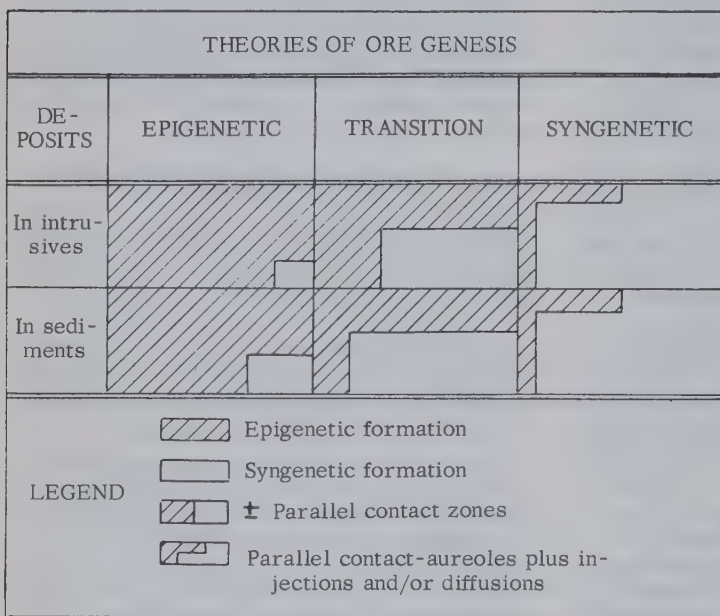 THEORIES OF ORE GENESIS
DE-
POSITS
EPIGENETIC
TRANSITION
SYNGENETIC
In intru-
sives
In sedi-
ments
LEGEND
Epigenetic formation
Syngenetic formation
± Parallel contact zones
Parallel contact-aureoles plus in-
jections and/or diffusions